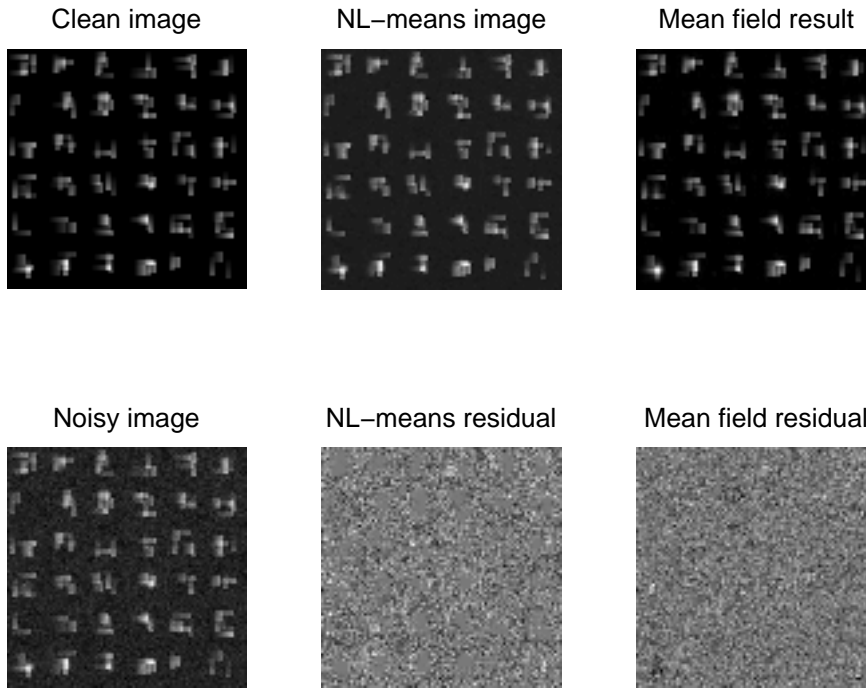 Clean image
NL−means image
Mean field result
Noisy image
NL−means residual
Mean field residual